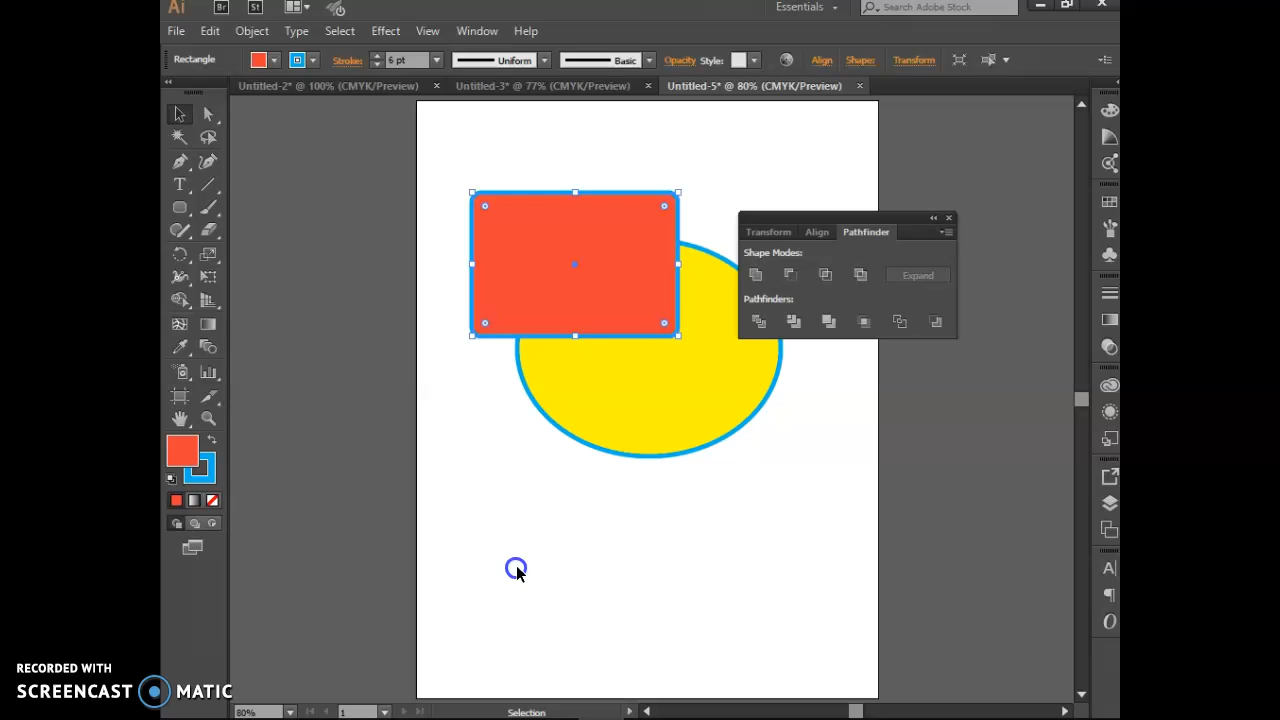 Ai Br St Essentials Search Adobe Stock
File Edit Object Type Select Effect View Window Help
Rectangle Stroke: 6 pt Uniform Basic Opacity Style: Align Shape: Transform
Untitled-2* @ 100% (CMYK/Preview) Untitled-3* @ 77% (CMYK/Preview) Untitled-5* @ 80% (CMYK/Preview)
Transform Align Pathfinder
Shape Modes:
Expand
Pathfinders:
RECORDED WITH
SCREENCAST MATIC
80% 1 Selection